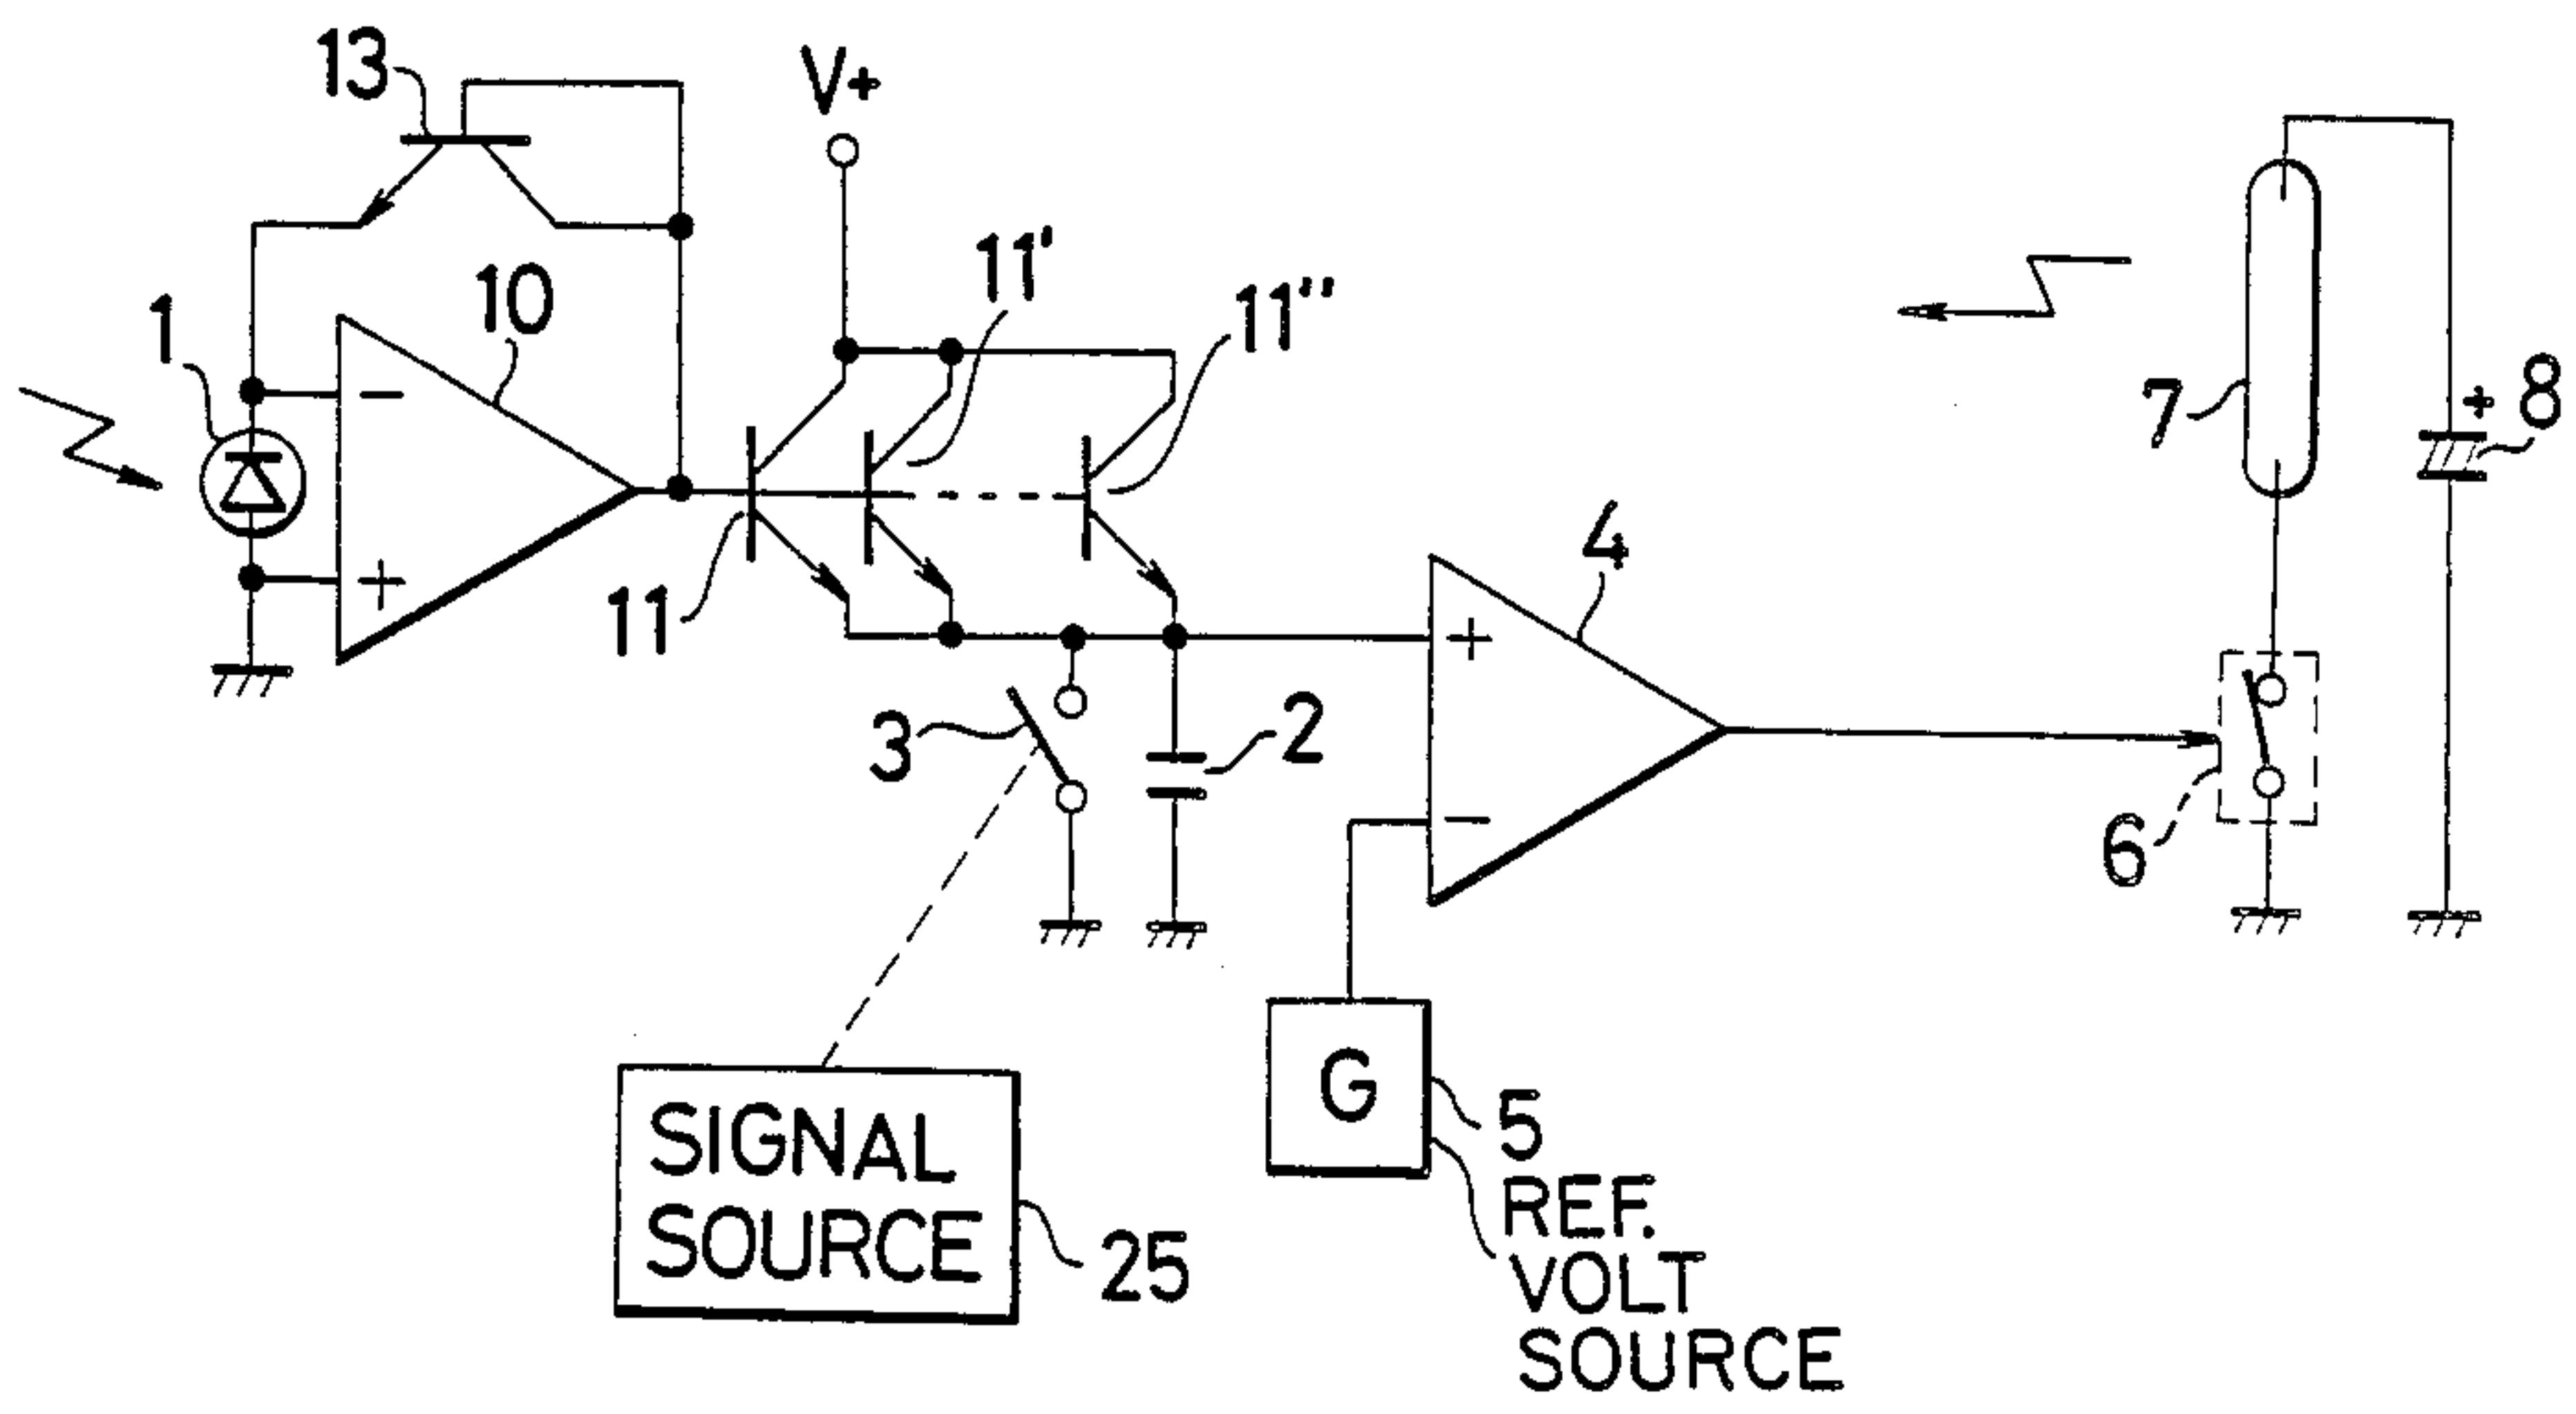 13
V+
11'
11"
10
1
−
+
11
7
+ 8
4
+
−
3
2
6
G
5
REF.
VOLT
SOURCE
SIGNAL
SOURCE
25